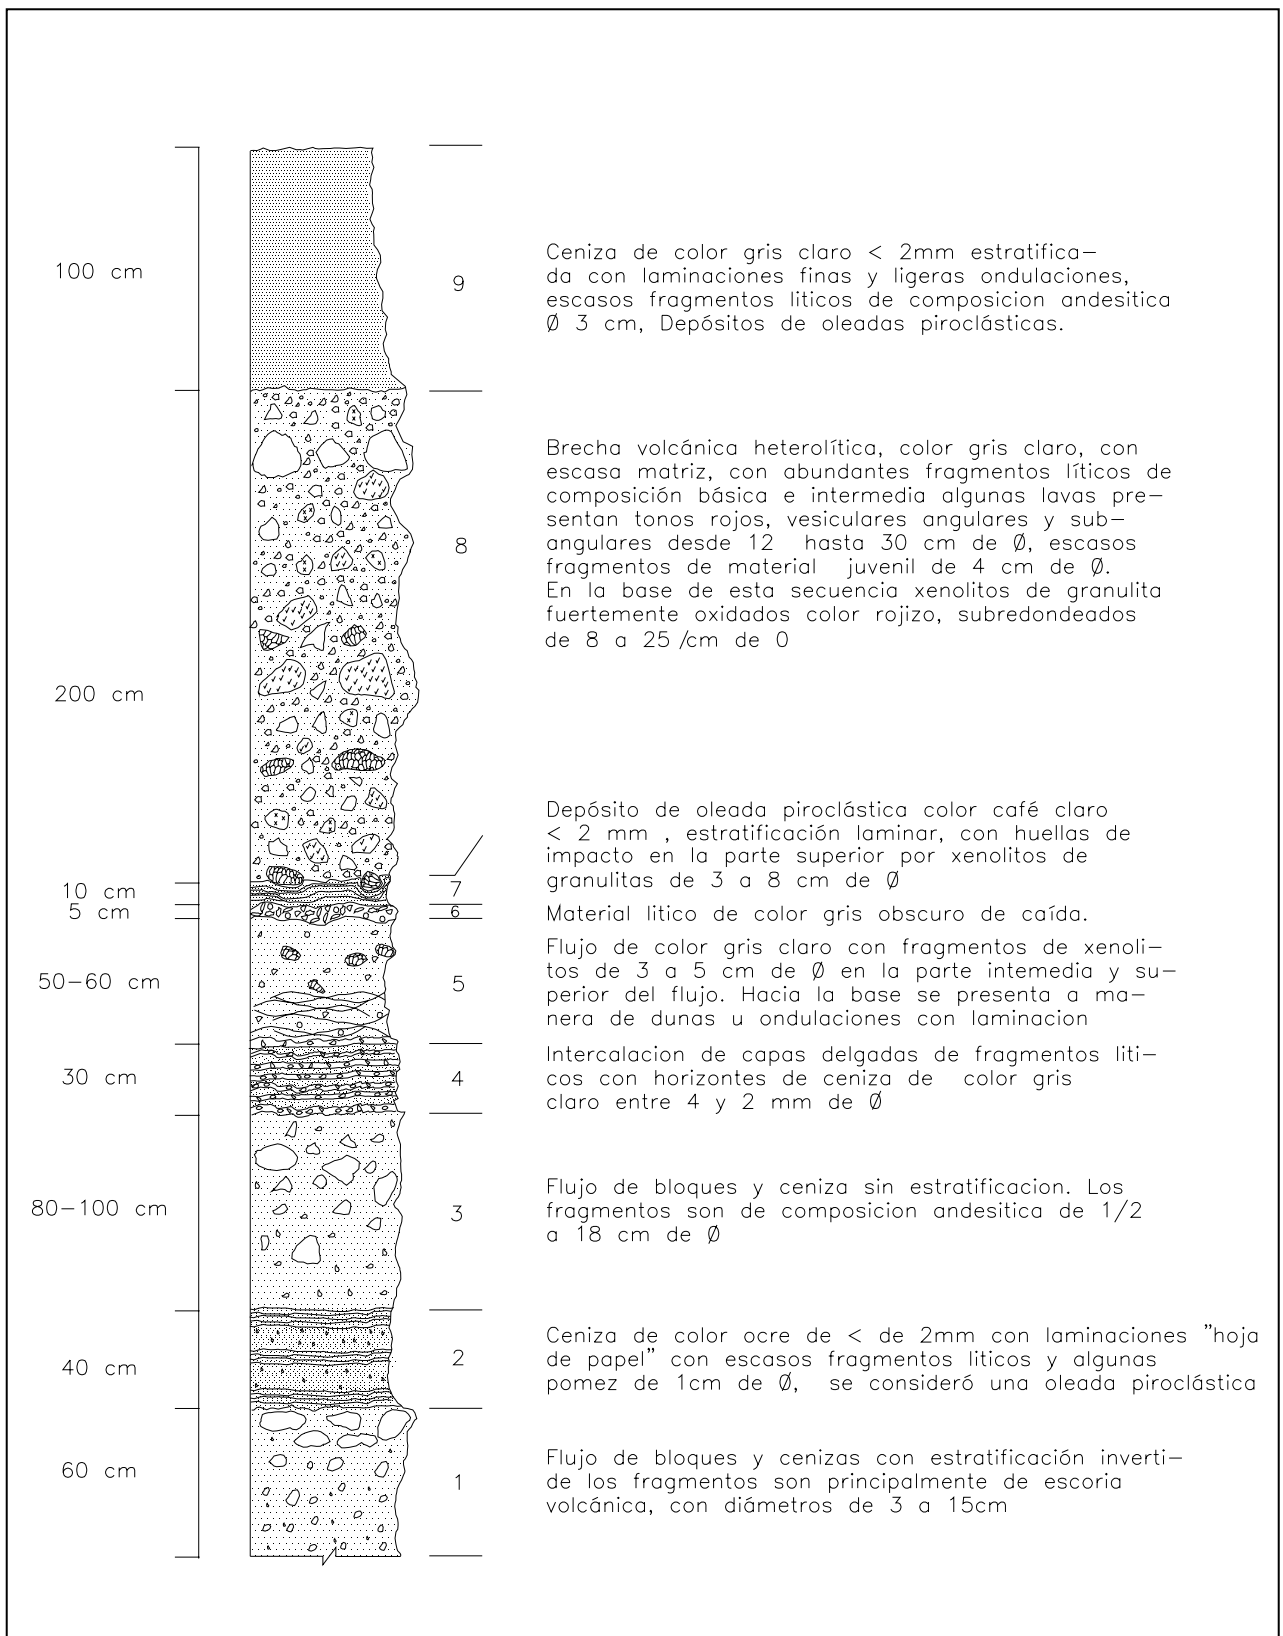 100 cm
9
Ceniza de color gris claro < 2mm estratifica–
da con laminaciones finas y ligeras ondulaciones,
escasos fragmentos liticos de composicion andesitica
Ø 3 cm, Depósitos de oleadas piroclásticas.
200 cm
8
Brecha volcánica heterolítica, color gris claro, con
escasa matriz, con abundantes fragmentos líticos de
composición básica e intermedia algunas lavas pre–
sentan tonos rojos, vesiculares angulares y sub–
angulares desde 12 hasta 30 cm de Ø, escasos
fragmentos de material juvenil de 4 cm de Ø.
En la base de esta secuencia xenolitos de granulita
fuertemente oxidados color rojizo, subredondeados
de 8 a 25 /cm de 0
10 cm
7
Depósito de oleada piroclástica color café claro
< 2 mm , estratificación laminar, con huellas de
impacto en la parte superior por xenolitos de
granulitas de 3 a 8 cm de Ø
5 cm
6
Material litico de color gris obscuro de caída.
50–60 cm
5
Flujo de color gris claro con fragmentos de xenoli–
tos de 3 a 5 cm de Ø en la parte intemedia y su–
perior del flujo. Hacia la base se presenta a ma–
nera de dunas u ondulaciones con laminacion
30 cm
4
Intercalacion de capas delgadas de fragmentos liti–
cos con horizontes de ceniza de color gris
claro entre 4 y 2 mm de Ø
80–100 cm
3
Flujo de bloques y ceniza sin estratificacion. Los
fragmentos son de composicion andesitica de 1/2
a 18 cm de Ø
40 cm
2
Ceniza de color ocre de < de 2mm con laminaciones "hoja
de papel" con escasos fragmentos liticos y algunas
pomez de 1cm de Ø, se consideró una oleada piroclástica
60 cm
1
Flujo de bloques y cenizas con estratificación inverti–
de los fragmentos son principalmente de escoria
volcánica, con diámetros de 3 a 15cm